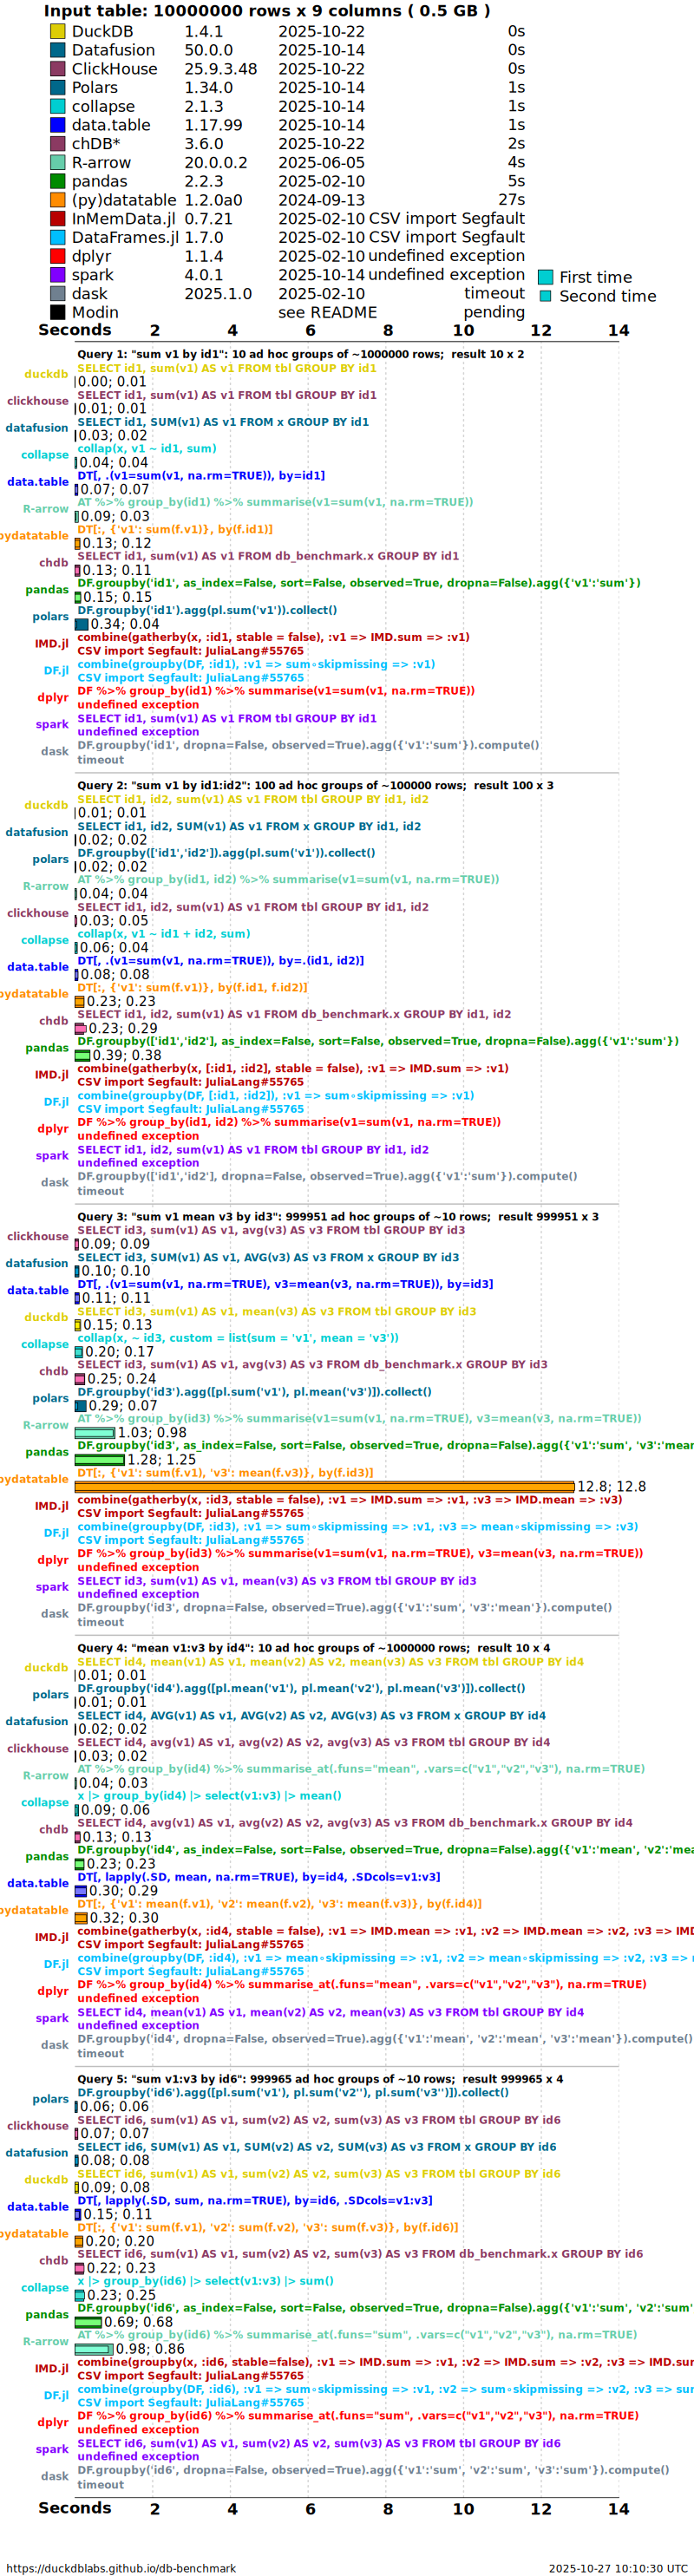 Input table: 10000000 rows x 9 columns ( 0.5 GB )
DuckDB 1.4.1 2025-10-22 0s
Datafusion 50.0.0 2025-10-14 0s
ClickHouse 25.9.3.48 2025-10-22 0s
Polars 1.34.0 2025-10-14 1s
collapse 2.1.3 2025-10-14 1s
data.table 1.17.99 2025-10-14 1s
chDB* 3.6.0 2025-10-22 2s
R-arrow 20.0.0.2 2025-06-05 4s
pandas 2.2.3 2025-02-10 5s
(py)datatable 1.2.0a0 2024-09-13 27s
InMemData.jl 0.7.21 2025-02-10 CSV import Segfault
DataFrames.jl 1.7.0 2025-02-10 CSV import Segfault
dplyr 1.1.4 2025-02-10 undefined exception
spark 4.0.1 2025-10-14 undefined exception
dask 2025.1.0 2025-02-10 timeout
Modin see README pending
First time
Second time
Seconds 2 4 6 8 10 12 14
Query 1: "sum v1 by id1": 10 ad hoc groups of ~1000000 rows; result 10 x 2
duckdb SELECT id1, sum(v1) AS v1 FROM tbl GROUP BY id1
0.00; 0.01
clickhouse SELECT id1, sum(v1) AS v1 FROM tbl GROUP BY id1
0.01; 0.01
datafusion SELECT id1, SUM(v1) AS v1 FROM x GROUP BY id1
0.03; 0.02
collapse collap(x, v1 ~ id1, sum)
0.04; 0.04
data.table DT[, .(v1=sum(v1, na.rm=TRUE)), by=id1]
0.07; 0.07
R-arrow AT %>% group_by(id1) %>% summarise(v1=sum(v1, na.rm=TRUE))
0.09; 0.03
pydatatable DT[:, {'v1': sum(f.v1)}, by(f.id1)]
0.13; 0.12
chdb SELECT id1, sum(v1) AS v1 FROM db_benchmark.x GROUP BY id1
0.13; 0.11
pandas DF.groupby('id1', as_index=False, sort=False, observed=True, dropna=False).agg({'v1':'sum'})
0.15; 0.15
polars DF.groupby('id1').agg(pl.sum('v1')).collect()
0.34; 0.04
IMD.jl combine(gatherby(x, :id1, stable = false), :v1 => IMD.sum => :v1)
CSV import Segfault: JuliaLang#55765
DF.jl combine(groupby(DF, :id1), :v1 => sum∘skipmissing => :v1)
CSV import Segfault: JuliaLang#55765
dplyr DF %>% group_by(id1) %>% summarise(v1=sum(v1, na.rm=TRUE))
undefined exception
spark SELECT id1, sum(v1) AS v1 FROM tbl GROUP BY id1
undefined exception
dask DF.groupby('id1', dropna=False, observed=True).agg({'v1':'sum'}).compute()
timeout
Query 2: "sum v1 by id1:id2": 100 ad hoc groups of ~100000 rows; result 100 x 3
duckdb SELECT id1, id2, sum(v1) AS v1 FROM tbl GROUP BY id1, id2
0.01; 0.01
datafusion SELECT id1, id2, SUM(v1) AS v1 FROM x GROUP BY id1, id2
0.02; 0.02
polars DF.groupby(['id1','id2']).agg(pl.sum('v1')).collect()
0.02; 0.02
R-arrow AT %>% group_by(id1, id2) %>% summarise(v1=sum(v1, na.rm=TRUE))
0.04; 0.04
clickhouse SELECT id1, id2, sum(v1) AS v1 FROM tbl GROUP BY id1, id2
0.03; 0.05
collapse collap(x, v1 ~ id1 + id2, sum)
0.06; 0.04
data.table DT[, .(v1=sum(v1, na.rm=TRUE)), by=.(id1, id2)]
0.08; 0.08
pydatatable DT[:, {'v1': sum(f.v1)}, by(f.id1, f.id2)]
0.23; 0.23
chdb SELECT id1, id2, sum(v1) AS v1 FROM db_benchmark.x GROUP BY id1, id2
0.23; 0.29
pandas DF.groupby(['id1','id2'], as_index=False, sort=False, observed=True, dropna=False).agg({'v1':'sum'})
0.39; 0.38
IMD.jl combine(gatherby(x, [:id1, :id2], stable = false), :v1 => IMD.sum => :v1)
CSV import Segfault: JuliaLang#55765
DF.jl combine(groupby(DF, [:id1, :id2]), :v1 => sum∘skipmissing => :v1)
CSV import Segfault: JuliaLang#55765
dplyr DF %>% group_by(id1, id2) %>% summarise(v1=sum(v1, na.rm=TRUE))
undefined exception
spark SELECT id1, id2, sum(v1) AS v1 FROM tbl GROUP BY id1, id2
undefined exception
dask DF.groupby(['id1','id2'], dropna=False, observed=True).agg({'v1':'sum'}).compute()
timeout
Query 3: "sum v1 mean v3 by id3": 999951 ad hoc groups of ~10 rows; result 999951 x 3
clickhouse SELECT id3, sum(v1) AS v1, avg(v3) AS v3 FROM tbl GROUP BY id3
0.09; 0.09
datafusion SELECT id3, SUM(v1) AS v1, AVG(v3) AS v3 FROM x GROUP BY id3
0.10; 0.10
data.table DT[, .(v1=sum(v1, na.rm=TRUE), v3=mean(v3, na.rm=TRUE)), by=id3]
0.11; 0.11
duckdb SELECT id3, sum(v1) AS v1, mean(v3) AS v3 FROM tbl GROUP BY id3
0.15; 0.13
collapse collap(x, ~ id3, custom = list(sum = 'v1', mean = 'v3'))
0.20; 0.17
chdb SELECT id3, sum(v1) AS v1, avg(v3) AS v3 FROM db_benchmark.x GROUP BY id3
0.25; 0.24
polars DF.groupby('id3').agg([pl.sum('v1'), pl.mean('v3')]).collect()
0.29; 0.07
R-arrow AT %>% group_by(id3) %>% summarise(v1=sum(v1, na.rm=TRUE), v3=mean(v3, na.rm=TRUE))
1.03; 0.98
pandas DF.groupby('id3', as_index=False, sort=False, observed=True, dropna=False).agg({'v1':'sum', 'v3':'mean
1.28; 1.25
pydatatable DT[:, {'v1': sum(f.v1), 'v3': mean(f.v3)}, by(f.id3)]
12.8; 12.8
IMD.jl combine(gatherby(x, :id3, stable = false), :v1 => IMD.sum => :v1, :v3 => IMD.mean => :v3)
CSV import Segfault: JuliaLang#55765
DF.jl combine(groupby(DF, :id3), :v1 => sum∘skipmissing => :v1, :v3 => mean∘skipmissing => :v3)
CSV import Segfault: JuliaLang#55765
dplyr DF %>% group_by(id3) %>% summarise(v1=sum(v1, na.rm=TRUE), v3=mean(v3, na.rm=TRUE))
undefined exception
spark SELECT id3, sum(v1) AS v1, mean(v3) AS v3 FROM tbl GROUP BY id3
undefined exception
dask DF.groupby('id3', dropna=False, observed=True).agg({'v1':'sum', 'v3':'mean'}).compute()
timeout
Query 4: "mean v1:v3 by id4": 10 ad hoc groups of ~1000000 rows; result 10 x 4
duckdb SELECT id4, mean(v1) AS v1, mean(v2) AS v2, mean(v3) AS v3 FROM tbl GROUP BY id4
0.01; 0.01
polars DF.groupby('id4').agg([pl.mean('v1'), pl.mean('v2'), pl.mean('v3')]).collect()
0.01; 0.01
datafusion SELECT id4, AVG(v1) AS v1, AVG(v2) AS v2, AVG(v3) AS v3 FROM x GROUP BY id4
0.02; 0.02
clickhouse SELECT id4, avg(v1) AS v1, avg(v2) AS v2, avg(v3) AS v3 FROM tbl GROUP BY id4
0.03; 0.02
R-arrow AT %>% group_by(id4) %>% summarise_at(.funs="mean", .vars=c("v1","v2","v3"), na.rm=TRUE)
0.04; 0.03
collapse x |> group_by(id4) |> select(v1:v3) |> mean()
0.09; 0.06
chdb SELECT id4, avg(v1) AS v1, avg(v2) AS v2, avg(v3) AS v3 FROM db_benchmark.x GROUP BY id4
0.13; 0.13
pandas DF.groupby('id4', as_index=False, sort=False, observed=True, dropna=False).agg({'v1':'mean', 'v2':'mea
0.23; 0.23
data.table DT[, lapply(.SD, mean, na.rm=TRUE), by=id4, .SDcols=v1:v3]
0.30; 0.29
pydatatable DT[:, {'v1': mean(f.v1), 'v2': mean(f.v2), 'v3': mean(f.v3)}, by(f.id4)]
0.32; 0.30
IMD.jl combine(gatherby(x, :id4, stable = false), :v1 => IMD.mean => :v1, :v2 => IMD.mean => :v2, :v3 => IMD
CSV import Segfault: JuliaLang#55765
DF.jl combine(groupby(DF, :id4), :v1 => mean∘skipmissing => :v1, :v2 => mean∘skipmissing => :v2, :v3 => m
CSV import Segfault: JuliaLang#55765
dplyr DF %>% group_by(id4) %>% summarise_at(.funs="mean", .vars=c("v1","v2","v3"), na.rm=TRUE)
undefined exception
spark SELECT id4, mean(v1) AS v1, mean(v2) AS v2, mean(v3) AS v3 FROM tbl GROUP BY id4
undefined exception
dask DF.groupby('id4', dropna=False, observed=True).agg({'v1':'mean', 'v2':'mean', 'v3':'mean'}).compute()
timeout
Query 5: "sum v1:v3 by id6": 999965 ad hoc groups of ~10 rows; result 999965 x 4
polars DF.groupby('id6').agg([pl.sum('v1'), pl.sum('v2''), pl.sum('v3'')]).collect()
0.06; 0.06
clickhouse SELECT id6, sum(v1) AS v1, sum(v2) AS v2, sum(v3) AS v3 FROM tbl GROUP BY id6
0.07; 0.07
datafusion SELECT id6, SUM(v1) AS v1, SUM(v2) AS v2, SUM(v3) AS v3 FROM x GROUP BY id6
0.08; 0.08
duckdb SELECT id6, sum(v1) AS v1, sum(v2) AS v2, sum(v3) AS v3 FROM tbl GROUP BY id6
0.09; 0.08
data.table DT[, lapply(.SD, sum, na.rm=TRUE), by=id6, .SDcols=v1:v3]
0.15; 0.11
pydatatable DT[:, {'v1': sum(f.v1), 'v2': sum(f.v2), 'v3': sum(f.v3)}, by(f.id6)]
0.20; 0.20
chdb SELECT id6, sum(v1) AS v1, sum(v2) AS v2, sum(v3) AS v3 FROM db_benchmark.x GROUP BY id6
0.22; 0.23
collapse x |> group_by(id6) |> select(v1:v3) |> sum()
0.23; 0.25
pandas DF.groupby('id6', as_index=False, sort=False, observed=True, dropna=False).agg({'v1':'sum', 'v2':'sum'
0.69; 0.68
R-arrow AT %>% group_by(id6) %>% summarise_at(.funs="sum", .vars=c("v1","v2","v3"), na.rm=TRUE)
0.98; 0.86
IMD.jl combine(gatherby(x, :id6, stable=false), :v1 => IMD.sum => :v1, :v2 => IMD.sum => :v2, :v3 => IMD.sur
CSV import Segfault: JuliaLang#55765
DF.jl combine(groupby(DF, :id6), :v1 => sum∘skipmissing => :v1, :v2 => sum∘skipmissing => :v2, :v3 => sur
CSV import Segfault: JuliaLang#55765
dplyr DF %>% group_by(id6) %>% summarise_at(.funs="sum", .vars=c("v1","v2","v3"), na.rm=TRUE)
undefined exception
spark SELECT id6, sum(v1) AS v1, sum(v2) AS v2, sum(v3) AS v3 FROM tbl GROUP BY id6
undefined exception
dask DF.groupby('id6', dropna=False, observed=True).agg({'v1':'sum', 'v2':'sum', 'v3':'sum'}).compute()
timeout
Seconds 2 4 6 8 10 12 14
https://duckdblabs.github.io/db-benchmark 2025-10-27 10:10:30 UTC